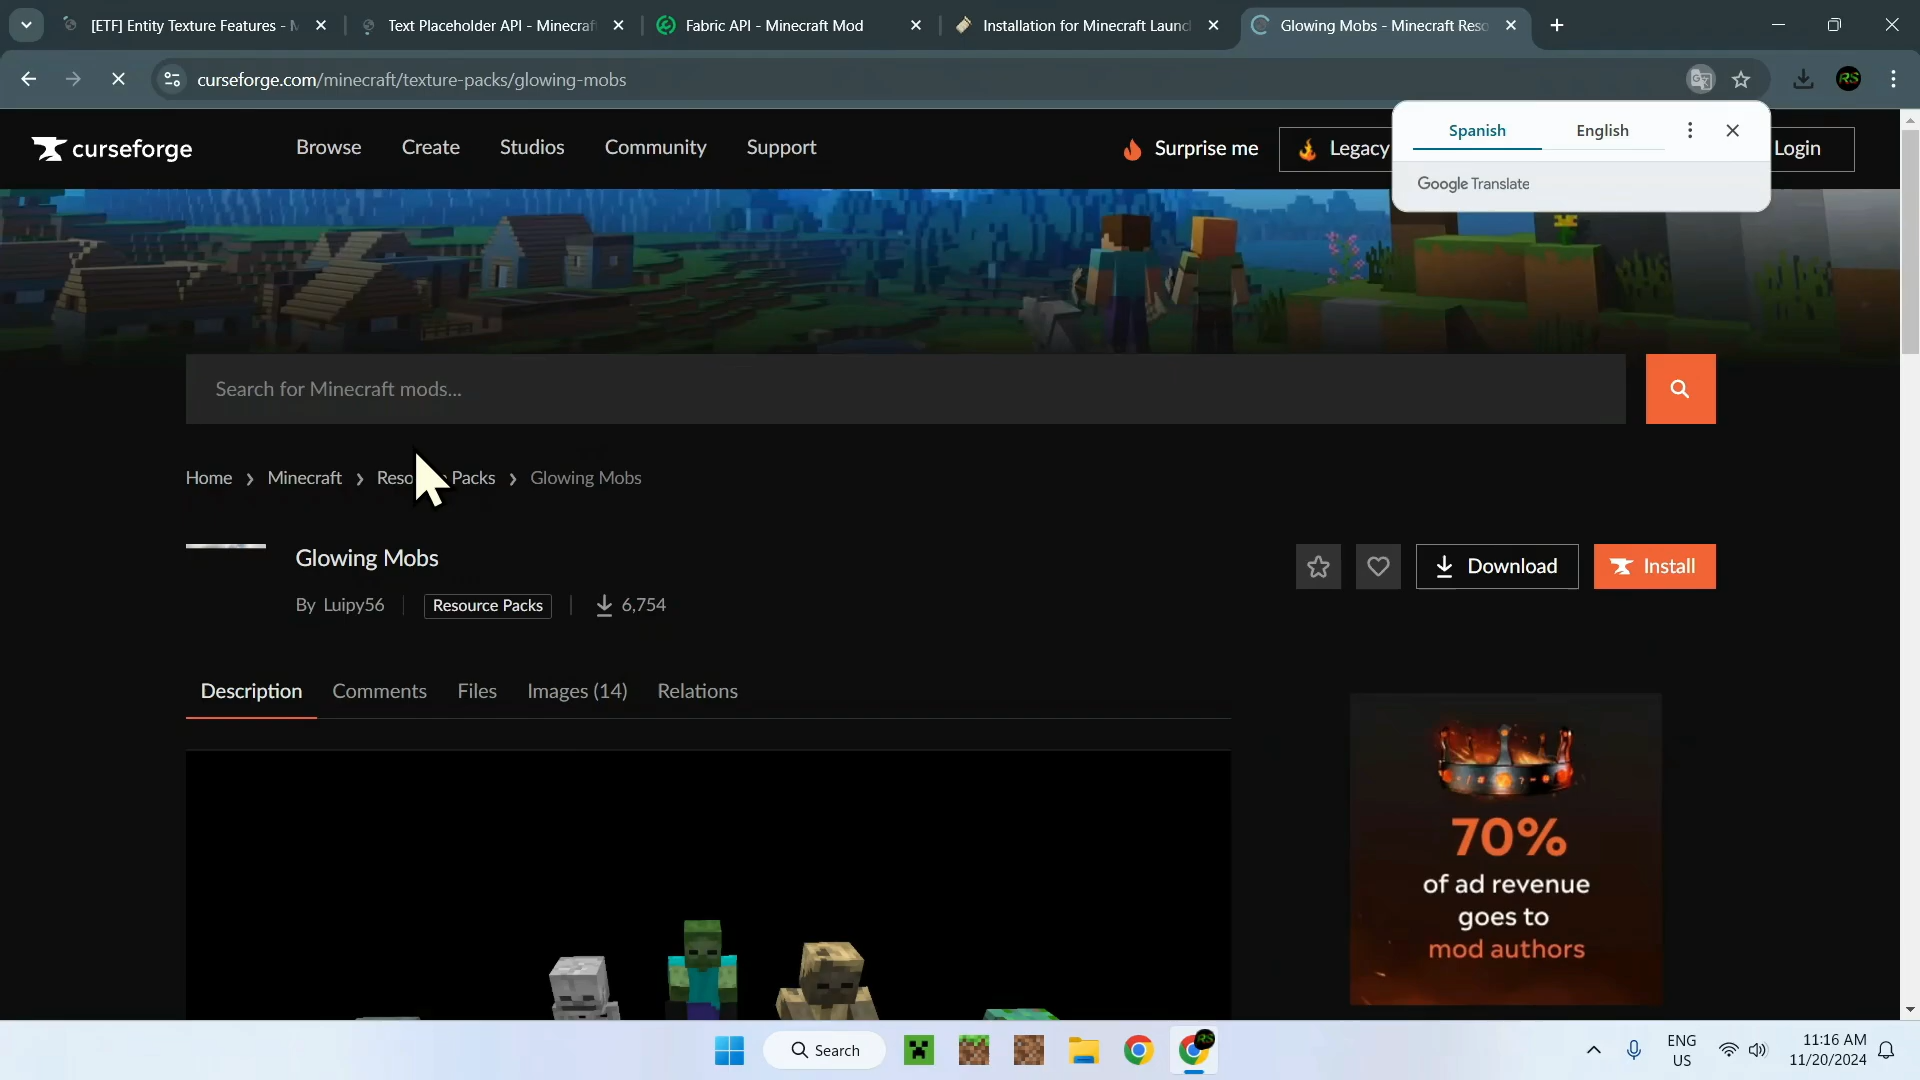 [ETF] Entity Texture Features - M
Text Placeholder API - Minecraf
Fabric API - Minecraft Mod
Installation for Minecraft Launc
Glowing Mobs - Minecraft Reso
curseforge.com/minecraft/texture-packs/glowing-mobs
RS
Spanish
English
Google Translate
curseforge
Browse
Create
Studios
Community
Support
Surprise me
Legacy
Login
Search for Minecraft mods...
Home > Minecraft > Reso Packs > Glowing Mobs
Glowing Mobs
Download
Install
By Luipy56
Resource Packs
6,754
Description
Comments
Files
Images (14)
Relations
70%
of ad revenue
goes to
mod authors
Search
RS
ENG
US
11:16 AM
11/20/2024